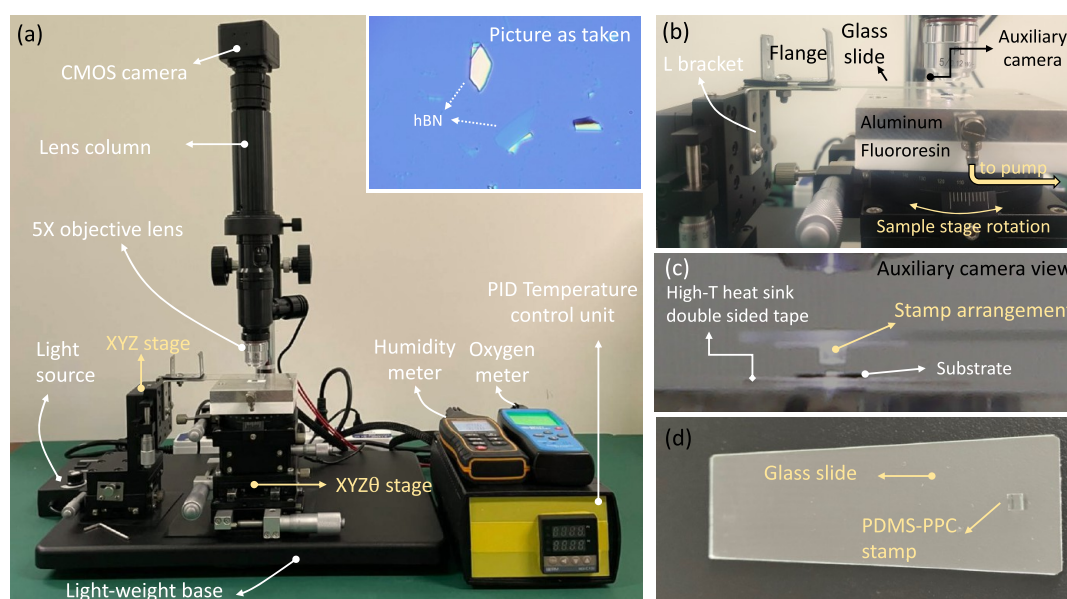 (a)
CMOS camera
Picture as taken
hBN
Lens column
5X objective lens
PID Temperature
control unit
XYZ stage
Light
source
Humidity
meter
Oxygen
meter
XYZθ stage
Light-weight base
(b)
Glass
slide
Auxiliary
camera
Flange
L bracket
Aluminum
Fluororesin
to pump
Sample stage rotation
(c)
Auxiliary camera view
High-T heat sink
double sided tape
Stamp arrangement
Substrate
(d)
Glass slide
PDMS-PPC
stamp